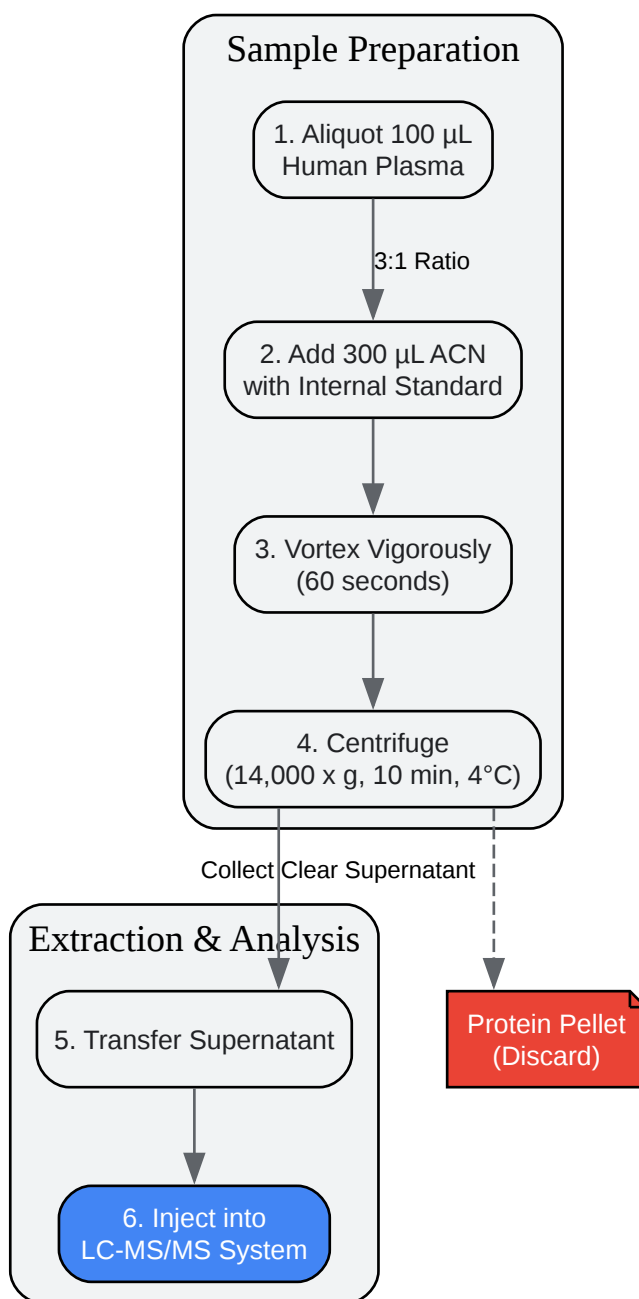 Sample Preparation
1. Aliquot 100 µL
Human Plasma
3:1 Ratio
2. Add 300 µL ACN
with Internal Standard
3. Vortex Vigorously
(60 seconds)
4. Centrifuge
(14,000 x g, 10 min, 4°C)
Collect Clear Supernatant
Extraction & Analysis
5. Transfer Supernatant
Protein Pellet
(Discard)
6. Inject into
LC-MS/MS System